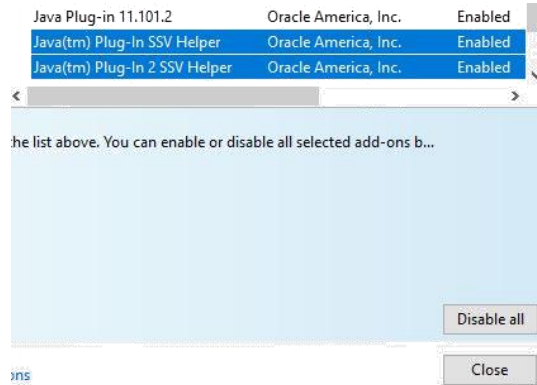 Java Plug-in 11.101.2 Oracle America, Inc. Enabled
Java(tm) Plug-In SSV Helper Oracle America, Inc. Enabled
Java(tm) Plug-In 2 SSV Helper Oracle America, Inc. Enabled
the list above. You can enable or disable all selected add-ons b...
Disable all
ons Close